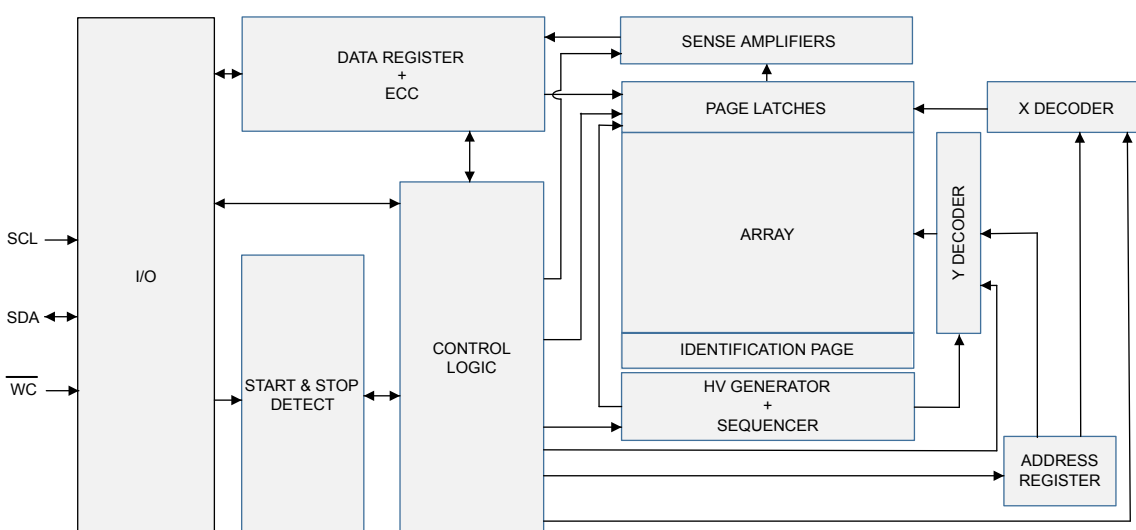 SENSE AMPLIFIERS
DATA REGISTER
+
ECC
PAGE LATCHES
X DECODER
SCL
I/O
ARRAY
Y DECODER
SDA
CONTROL
LOGIC
IDENTIFICATION PAGE
WC
START & STOP
DETECT
HV GENERATOR
+
SEQUENCER
ADDRESS
REGISTER